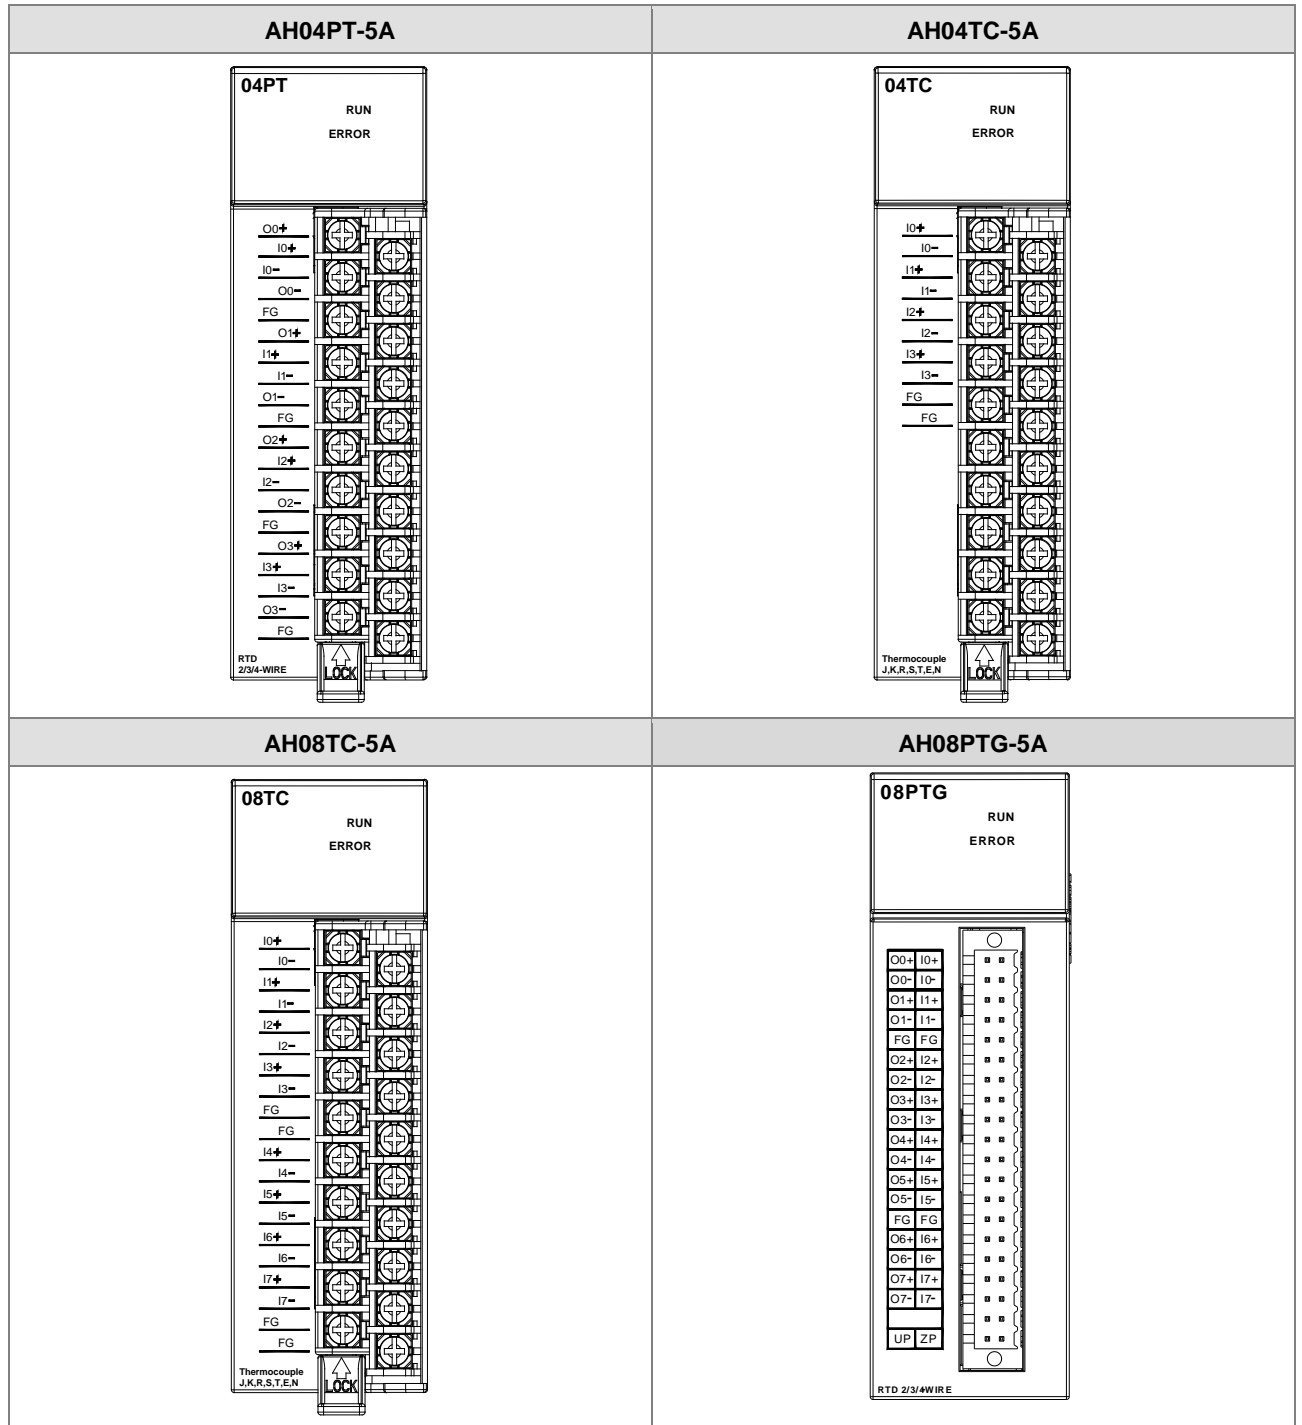 AH04PT-5A
AH04TC-5A
04PT
RUN
ERROR
O0+
I0+
I0-
O0-
FG
O1+
I1+
I1-
O1-
FG
O2+
I2+
I2-
O2-
FG
O3+
I3+
I3-
O3-
FG
RTD
2/3/4-WIRE
LOCK
04TC
RUN
ERROR
I0+
I0-
I1+
I1-
I2+
I2-
I3+
I3-
FG
FG
Thermocouple
J,K,R,S,T,E,N
LOCK
AH08TC-5A
AH08PTG-5A
08TC
RUN
ERROR
I0+
I0-
I1+
I1-
I2+
I2-
I3+
I3-
FG
FG
I4+
I4-
I5+
I5-
I6+
I6-
I7+
I7-
FG
FG
Thermocouple
J,K,R,S,T,E,N
LOCK
08PTG
RUN
ERROR
O0+ I0+
O0- I0-
O1+ I1+
O1- I1-
FG FG
O2+ I2+
O2- I2-
O3+ I3+
O3- I3-
O4+ I4+
O4- I4-
O5+ I5+
O5- I5-
FG FG
O6+ I6+
O6- I6-
O7+ I7+
O7- I7-
UP ZP
RTD 2/3/4-WIRE